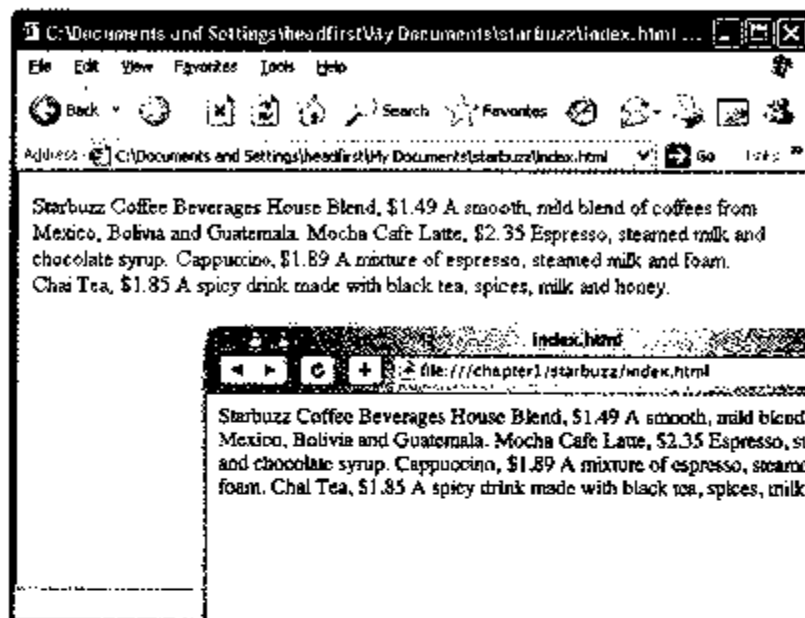 C:\Documents and Settings\headfirst\My Documents\starbuzz\index.html ...
File Edit View Favorites Tools Help
Back Search Favorites
Address C:\Documents and Settings\headfirst\My Documents\starbuzz\index.html Go Links »
Starbuzz Coffee Beverages House Blend, $1.49 A smooth, mild blend of coffees from
Mexico, Bolivia and Guatemala. Mocha Cafe Latte, $2.35 Espresso, steamed milk and
chocolate syrup. Cappuccino, $1.89 A mixture of espresso, steamed milk and foam.
Chai Tea, $1.85 A spicy drink made with black tea, spices, milk and honey.
index.html
file:///chapter1/starbuzz/index.html
Starbuzz Coffee Beverages House Blend, $1.49 A smooth, mild blend
Mexico, Bolivia and Guatemala. Mocha Cafe Latte, $2.35 Espresso, st
and chocolate syrup. Cappuccino, $1.89 A mixture of espresso, steame
foam. Chai Tea, $1.85 A spicy drink made with black tea, spices, milk